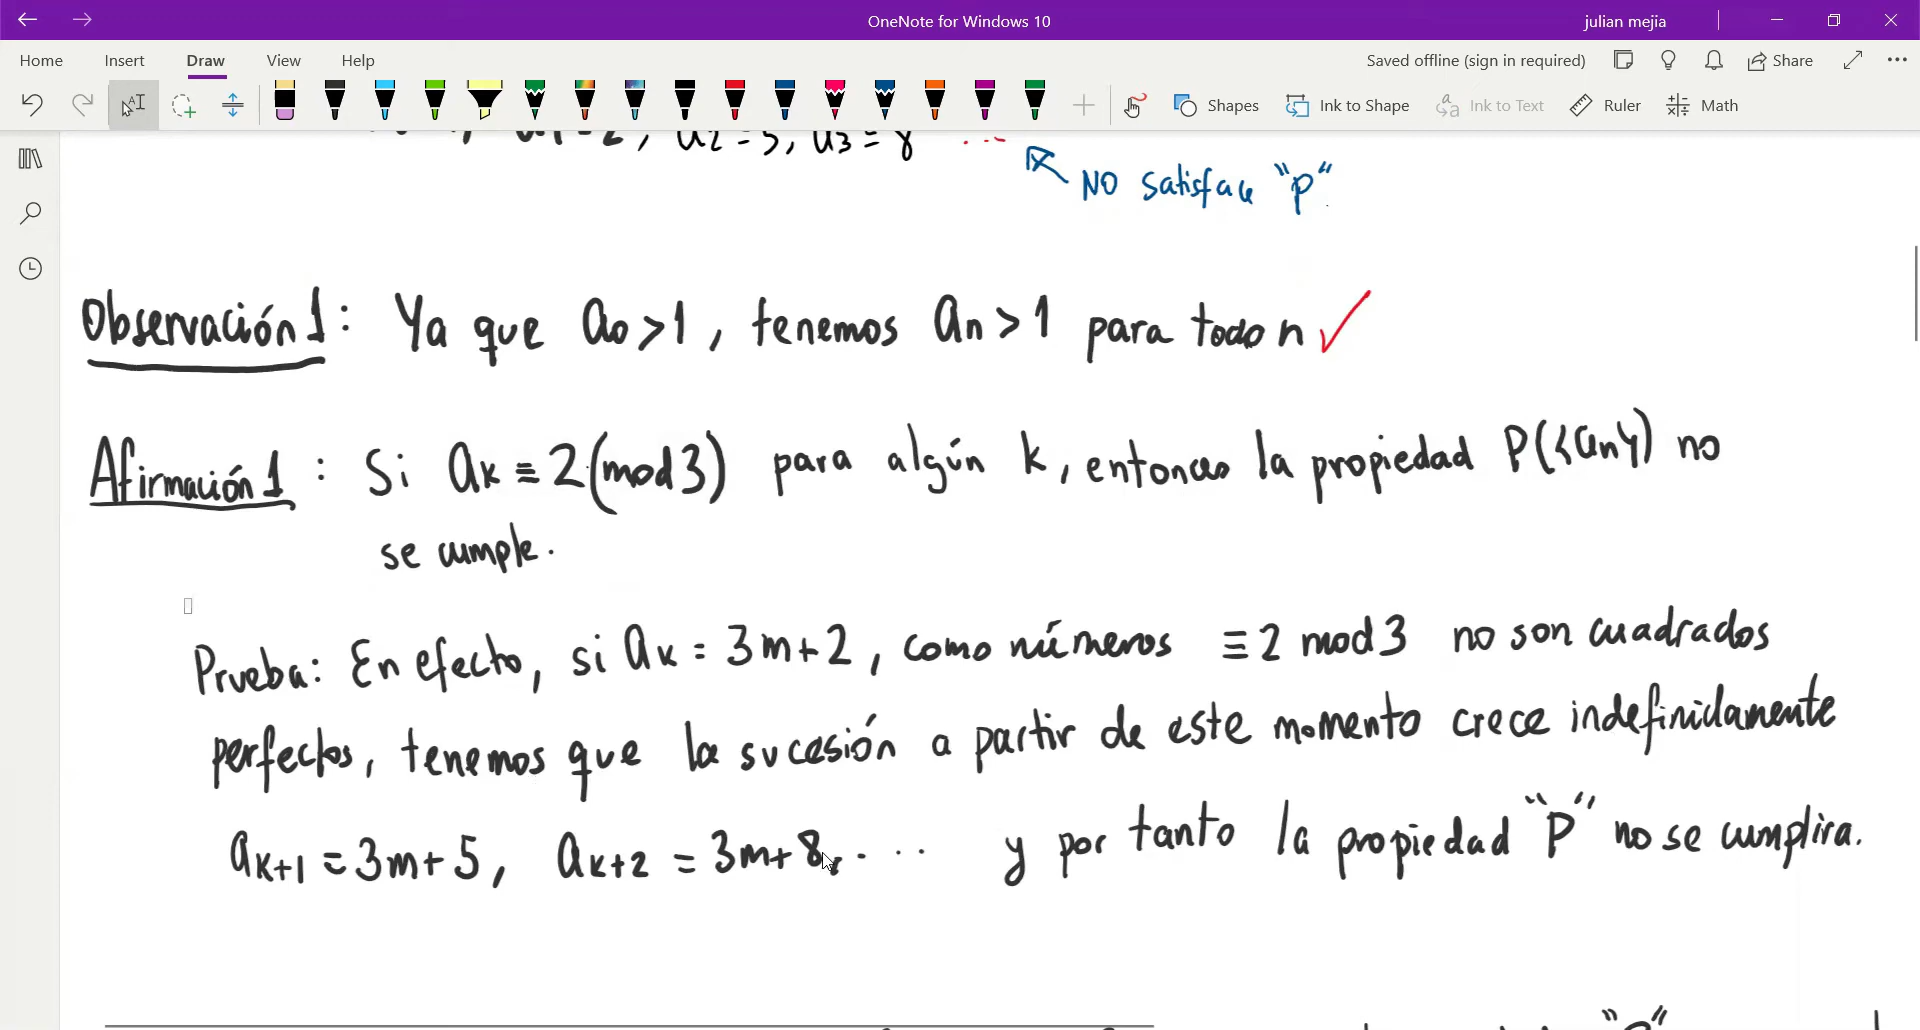 OneNote for Windows 10
julian mejia
Home Insert Draw View Help
Saved offline (sign in required) Share
Shapes Ink to Shape Ink to Text Ruler Math
a2 = 5, a3 = 8 ...
NO satisface "P".
Observación 1: Ya que a0 > 1, tenemos an > 1 para todo n ✓
Afirmación 1: Si ak ≡ 2 (mod 3) para algún k, entonces la propiedad P({an}) no
se cumple.
Prueba: En efecto, si ak = 3m+2, como números ≡ 2 mod 3 no son cuadrados
perfectos, tenemos que la sucesión a partir de este momento crece indefinidamente
ak+1 = 3m+5, ak+2 = 3m+8, ... y por tanto la propiedad "P" no se cumplira.